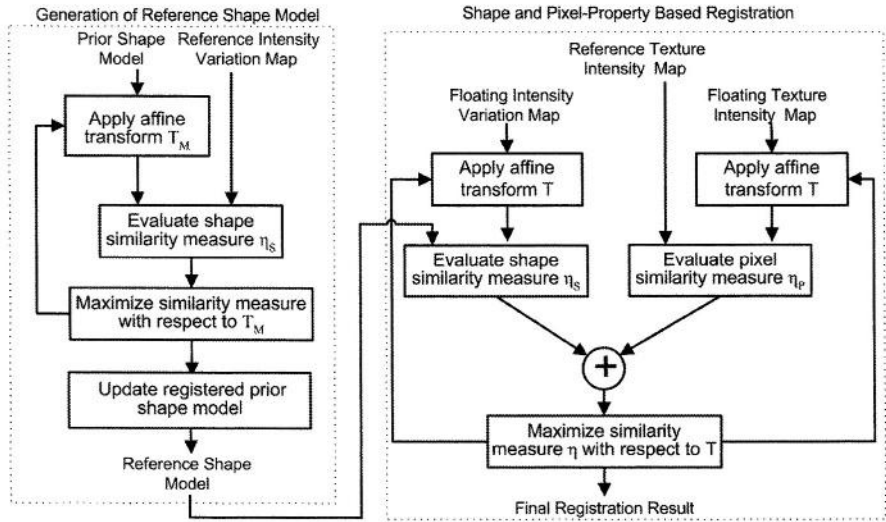 Generation of Reference Shape Model
Prior Shape
Model
Reference Intensity
Variation Map
Apply affine
transform T_M
Evaluate shape
similarity measure η_S
Maximize similarity measure
with respect to T_M
Update registered prior
shape model
Reference Shape
Model
Shape and Pixel-Property Based Registration
Reference Texture
Intensity Map
Floating Intensity
Variation Map
Floating Texture
Intensity Map
Apply affine
transform T
Apply affine
transform T
Evaluate shape
similarity measure η_S
Evaluate pixel
similarity measure η_P
+
Maximize similarity
measure η with respect to T
Final Registration Result